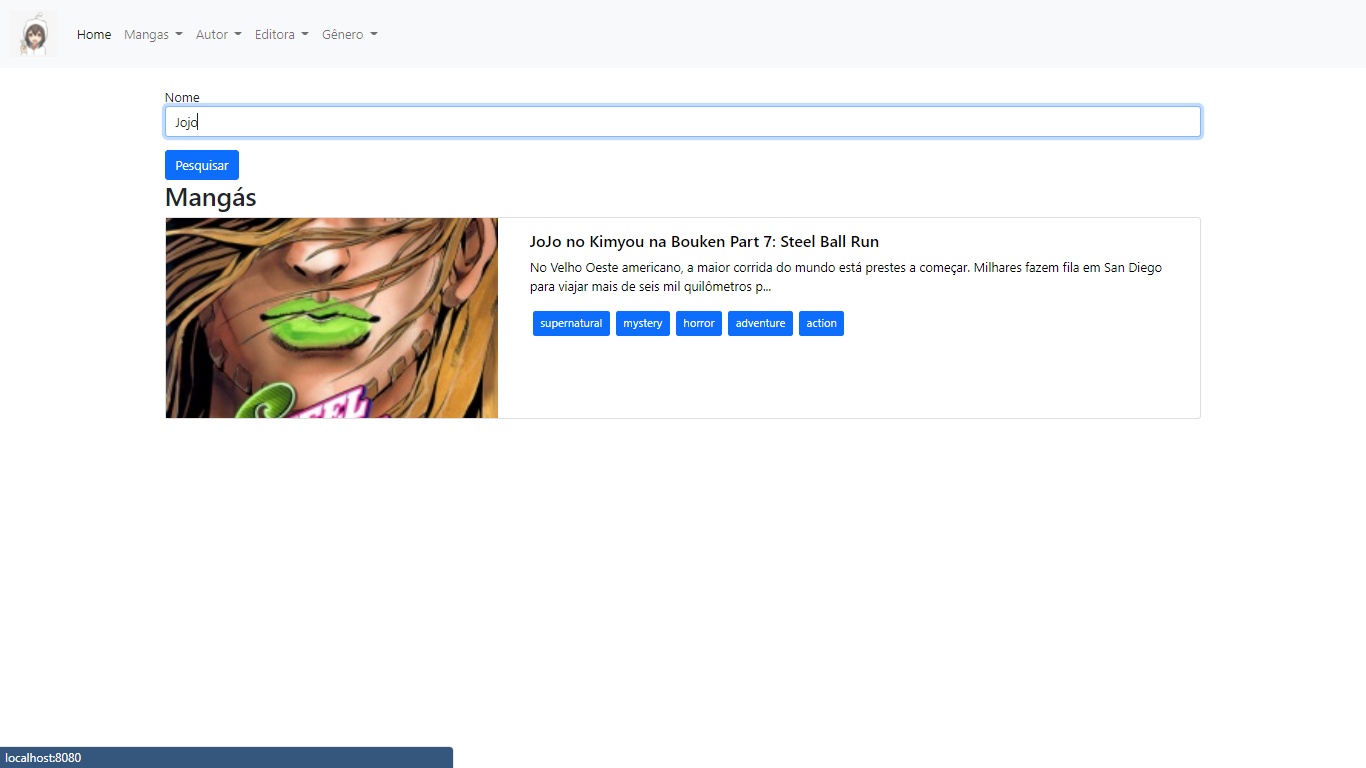 Home Mangas Autor Editora Gênero
Nome
Jojo
Pesquisar
Mangás
JoJo no Kimyou na Bouken Part 7: Steel Ball Run
No Velho Oeste americano, a maior corrida do mundo está prestes a começar. Milhares fazem fila em San Diego
para viajar mais de seis mil quilômetros p...
supernatural mystery horror adventure action
localhost:8080